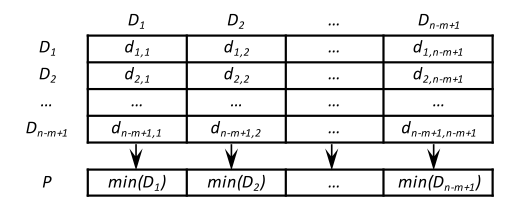 D₁ D₂ ... Dₙ₋ₘ₊₁
D₁ d₁,₁ d₁,₂ ... d₁,ₙ₋ₘ₊₁
D₂ d₂,₁ d₂,₂ ... d₂,ₙ₋ₘ₊₁
... ... ... ... ...
Dₙ₋ₘ₊₁ dₙ₋ₘ₊₁,₁ dₙ₋ₘ₊₁,₂ ... dₙ₋ₘ₊₁,ₙ₋ₘ₊₁
P min(D₁) min(D₂) ... min(Dₙ₋ₘ₊₁)